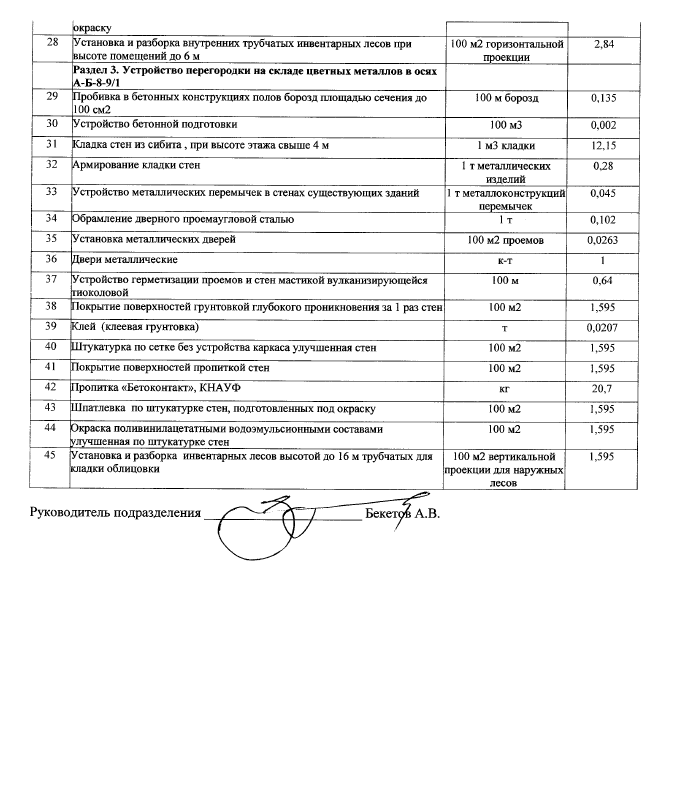 окраску
28 Установка и разборка внутренних трубчатых инвентарных лесов при 100 м2 горизонтальной 2,84
высоте помещений до 6 м проекции
Раздел 3. Устройство перегородки на складе цветных металлов в осях
А-Б-8-9/1
29 Пробивка в бетонных конструкциях полов борозд площадью сечения до 100 м борозд 0,135
100 см2
30 Устройство бетонной подготовки 100 м3 0,002
31 Кладка стен из сибита , при высоте этажа свыше 4 м 1 м3 кладки 12,15
32 Армирование кладки стен 1 т металлических 0,28
изделий
33 Устройство металлических перемычек в стенах существующих зданий 1 т металлоконструкций 0,045
перемычек
34 Обрамление дверного проемаугловой сталью 1 т 0,102
35 Установка металлических дверей 100 м2 проемов 0,0263
36 Двери металлические к-т 1
37 Устройство герметизации проемов и стен мастикой вулканизирующейся 100 м 0,64
тиоколовой
38 Покрытие поверхностей грунтовкой глубокого проникновения за 1 раз стен 100 м2 1,595
39 Клей (клеевая грунтовка) т 0,0207
40 Штукатурка по сетке без устройства каркаса улучшенная стен 100 м2 1,595
41 Покрытие поверхностей пропиткой стен 100 м2 1,595
42 Пропитка «Бетоконтакт», КНАУФ кг 20,7
43 Шпатлевка по штукатурке стен, подготовленных под окраску 100 м2 1,595
44 Окраска поливинилацетатными водоэмульсионными составами 100 м2 1,595
улучшенная по штукатурке стен
45 Установка и разборка инвентарных лесов высотой до 16 м трубчатых для 100 м2 вертикальной 1,595
кладки облицовки проекции для наружных
лесов
Руководитель подразделения Бекетов А.В.